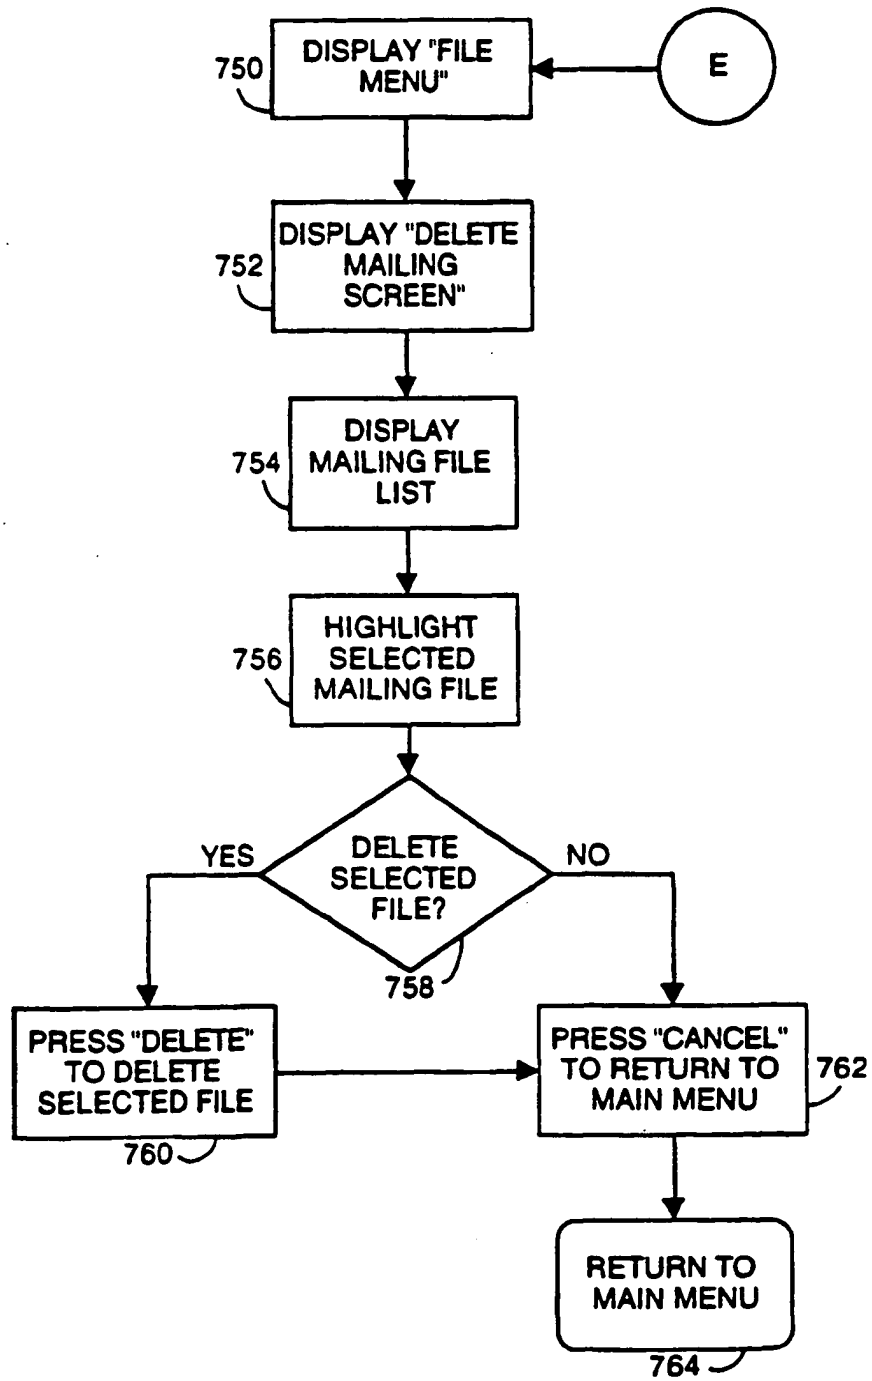 DISPLAY "FILE
MENU"
750
E
DISPLAY "DELETE
MAILING
SCREEN"
752
DISPLAY
MAILING FILE
LIST
754
HIGHLIGHT
SELECTED
MAILING FILE
756
DELETE
SELECTED
FILE?
758
YES
NO
PRESS "DELETE"
TO DELETE
SELECTED FILE
760
PRESS "CANCEL"
TO RETURN TO
MAIN MENU
762
RETURN TO
MAIN MENU
764